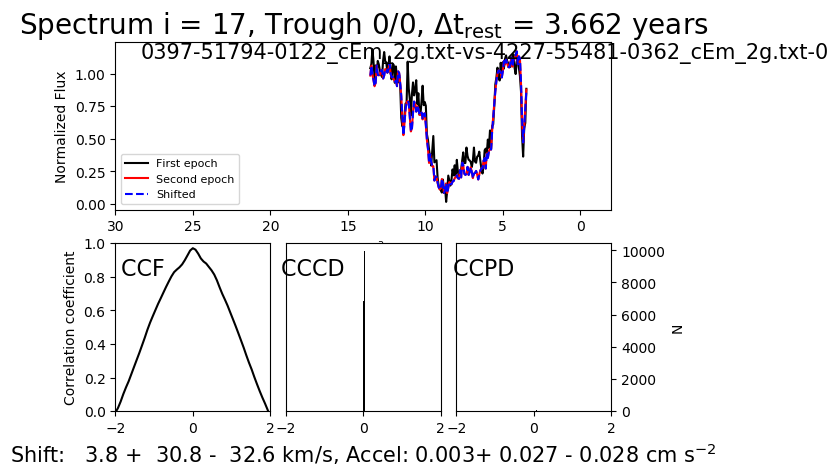 Spectrum i = 17, Trough 0/0, Δt_rest = 3.662 years
0397-51794-0122_cEm_2g.txt-vs-4227-55481-0362_cEm_2g.txt-0
Normalized Flux
1.00
0.75
0.50
0.25
0.00
First epoch
Second epoch
Shifted
30 25 20 15 10 5 0
Correlation coefficient
1.0
0.8
0.6
0.4
0.2
0.0
CCF
CCCD
CCPD
10000
8000
6000
4000
2000
0
N
−2 0 2 −2 0 2 −2 0 2
Shift: 3.8 + 30.8 - 32.6 km/s, Accel: 0.003+ 0.027 - 0.028 cm s⁻²